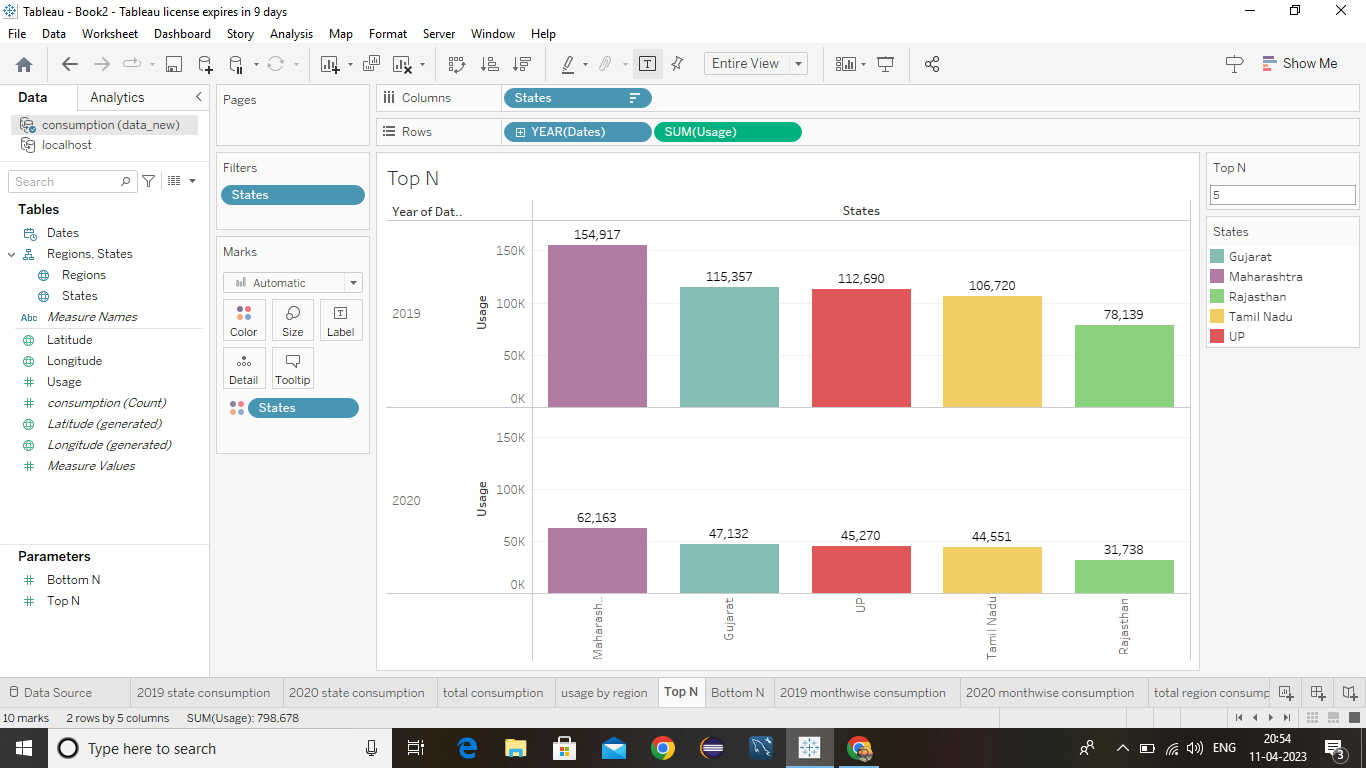 Tableau - Book2 - Tableau license expires in 9 days
File Data Worksheet Dashboard Story Analysis Map Format Server Window Help
Entire View
Show Me
Data Analytics
consumption (data_new)
localhost
Search
Tables
Dates
Regions, States
Regions
States
Abc Measure Names
Latitude
Longitude
Usage
consumption (Count)
Latitude (generated)
Longitude (generated)
Measure Values
Parameters
Bottom N
Top N
Pages
Filters
States
Marks
Automatic
Color Size Label
Detail Tooltip
States
Columns States
Rows YEAR(Dates) SUM(Usage)
Top N
Year of Dat.. States
154,917
150K
115,357
112,690
106,720
100K
2019
Usage
78,139
50K
0K
150K
100K
2020
Usage
62,163
50K
47,132
45,270
44,551
31,738
0K
Maharash..
Gujarat
UP
Tamil Nadu
Rajasthan
Top N
5
States
Gujarat
Maharashtra
Rajasthan
Tamil Nadu
UP
Data Source 2019 state consumption 2020 state consumption total consumption usage by region Top N Bottom N 2019 monthwise consumption 2020 monthwise consumption total region consump
10 marks 2 rows by 5 columns SUM(Usage): 798,678
Type here to search
ENG
20:54
11-04-2023
3